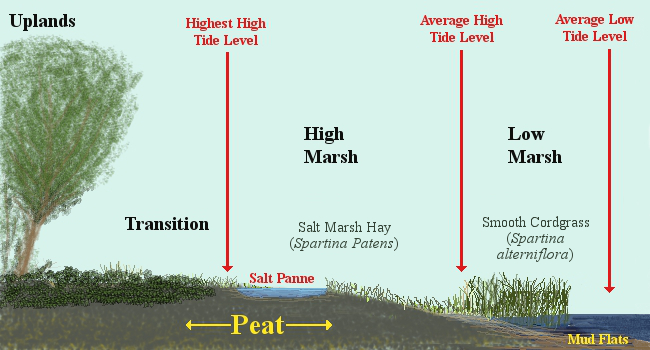 Uplands
Highest High
Tide Level
Average High
Tide Level
Average Low
Tide Level
High
Marsh
Low
Marsh
Transition
Salt Marsh Hay
(Spartina Patens)
Smooth Cordgrass
(Spartina
alterniflora)
Salt Panne
Peat
Mud Flats